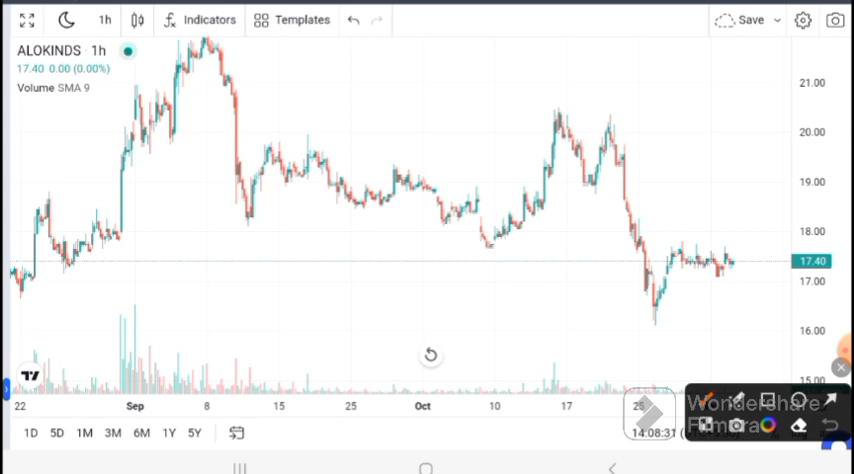 1h
Indicators
Templates
Save
ALOKINDS · 1h
17.40 0.00 (0.00%)
Volume SMA 9
21.00
20.00
19.00
18.00
17.40
17.00
16.00
15.00
22 Sep 8 15 25 Oct 10 17 25
1D 5D 1M 3M 6M 1Y 5Y
14:08:31
Wondershare
Filmora